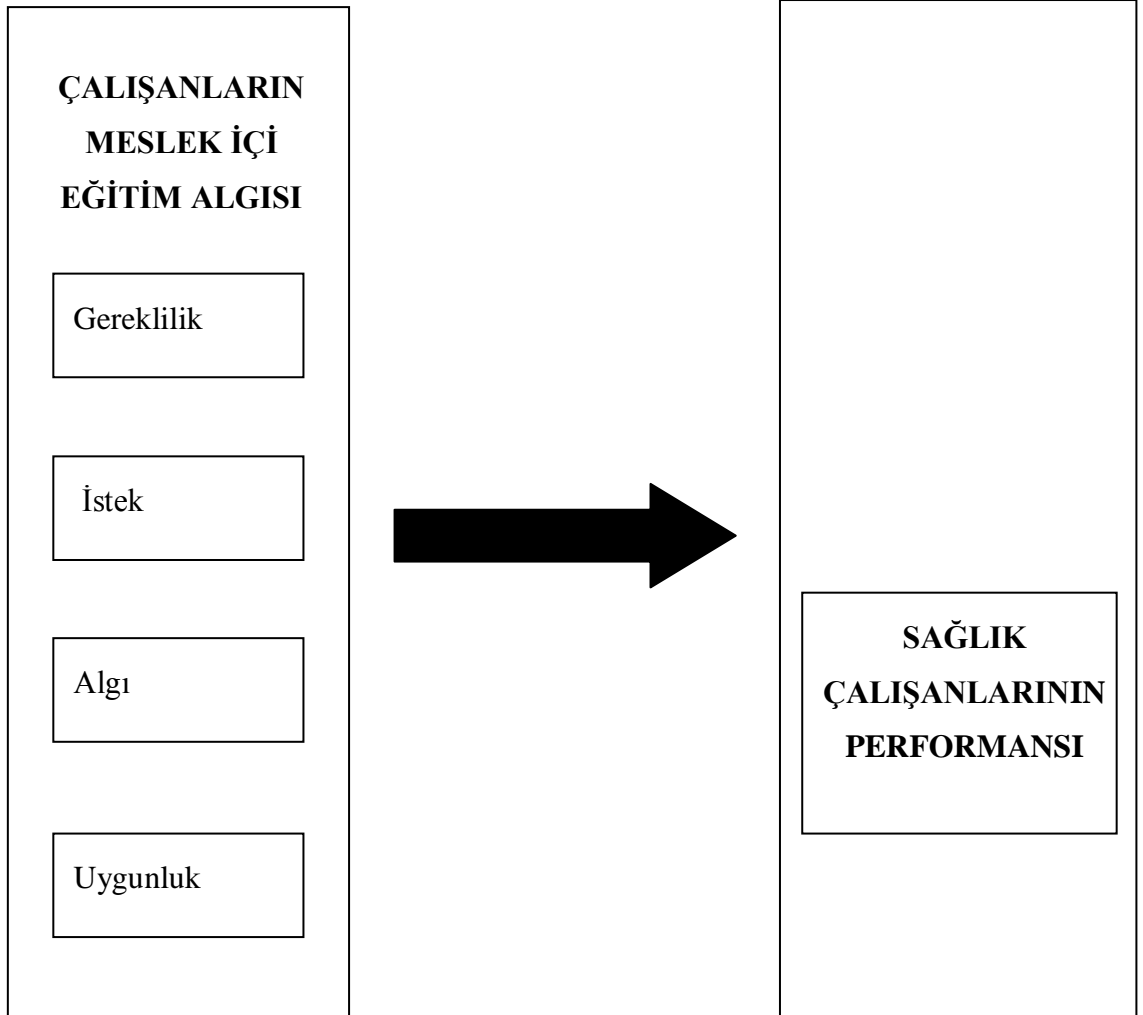 ÇALIŞANLARIN
MESLEK İÇİ
EĞİTİM ALGISI
Gereklilik
İstek
Algı
Uygunluk
SAĞLIK
ÇALIŞANLARININ
PERFORMANSI